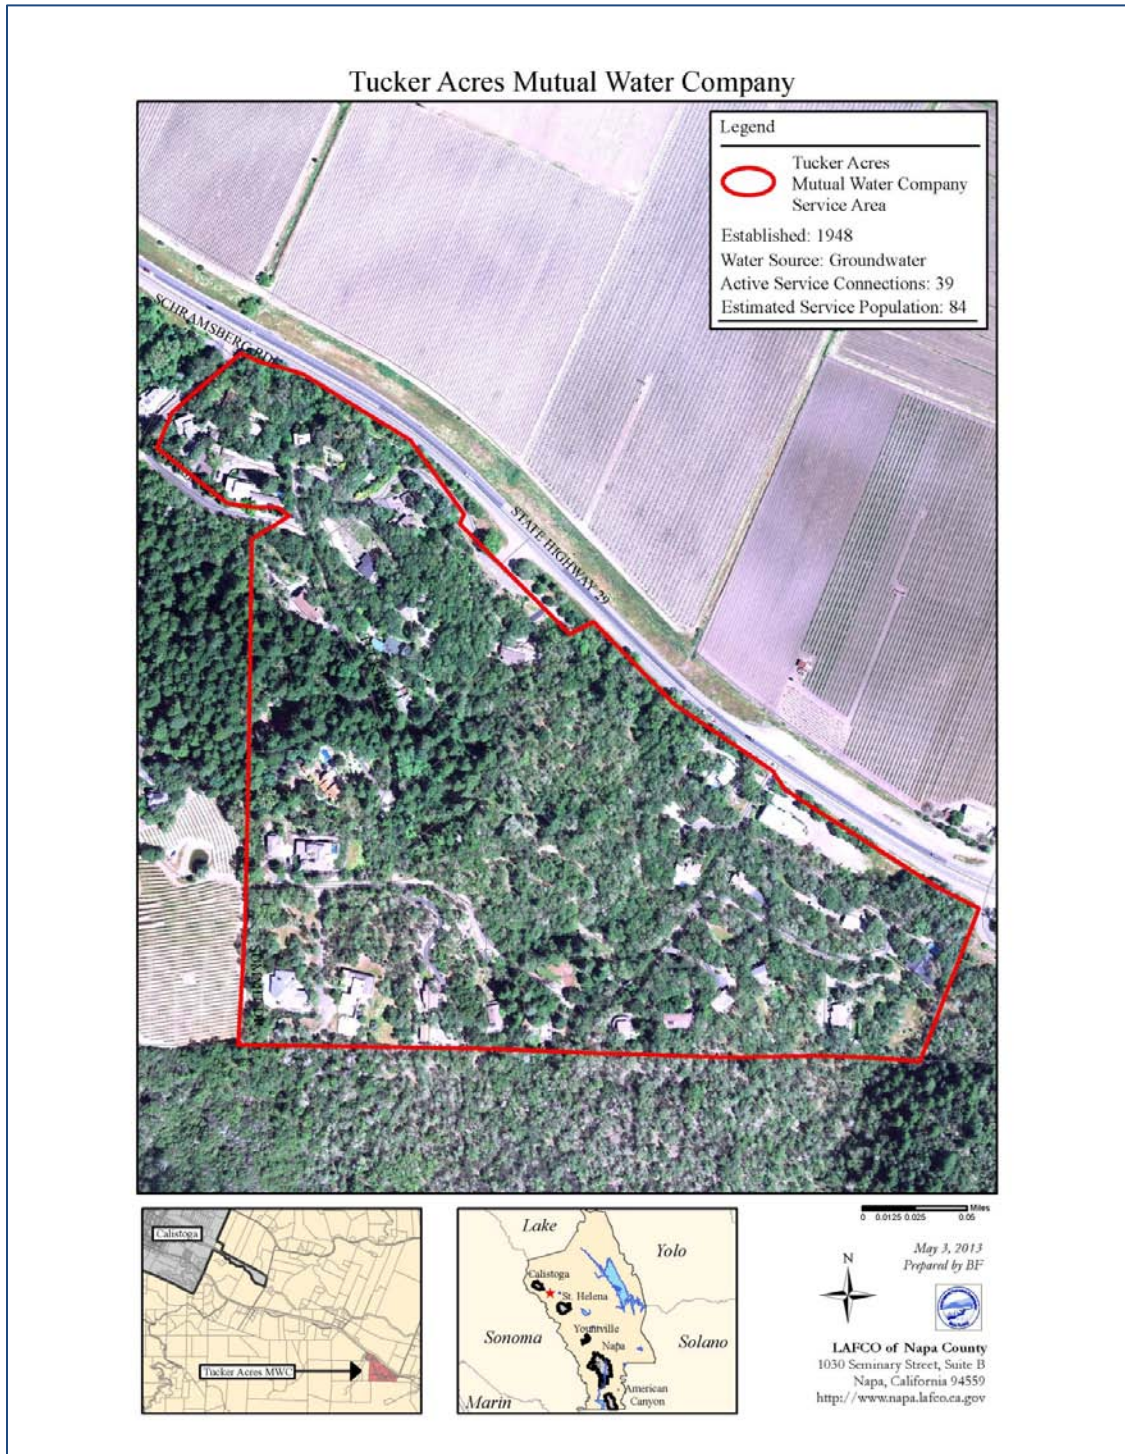 Tucker Acres Mutual Water Company
Legend
Tucker Acres
Mutual Water Company
Service Area
Established: 1948
Water Source: Groundwater
Active Service Connections: 39
Estimated Service Population: 84
SCHRAMSBERG RD
STATE HIGHWAY 29
Calistoga
Tucker Acres MWC
Lake
Yolo
Calistoga
St. Helena
Yountville
Sonoma
Napa
Solano
American
Canyon
Marin
Miles
0 0.0125 0.025 0.05
N
May 3, 2013
Prepared by BF
LAFCO of Napa County
1030 Seminary Street, Suite B
Napa, California 94559
http://www.napa.lafco.ca.gov